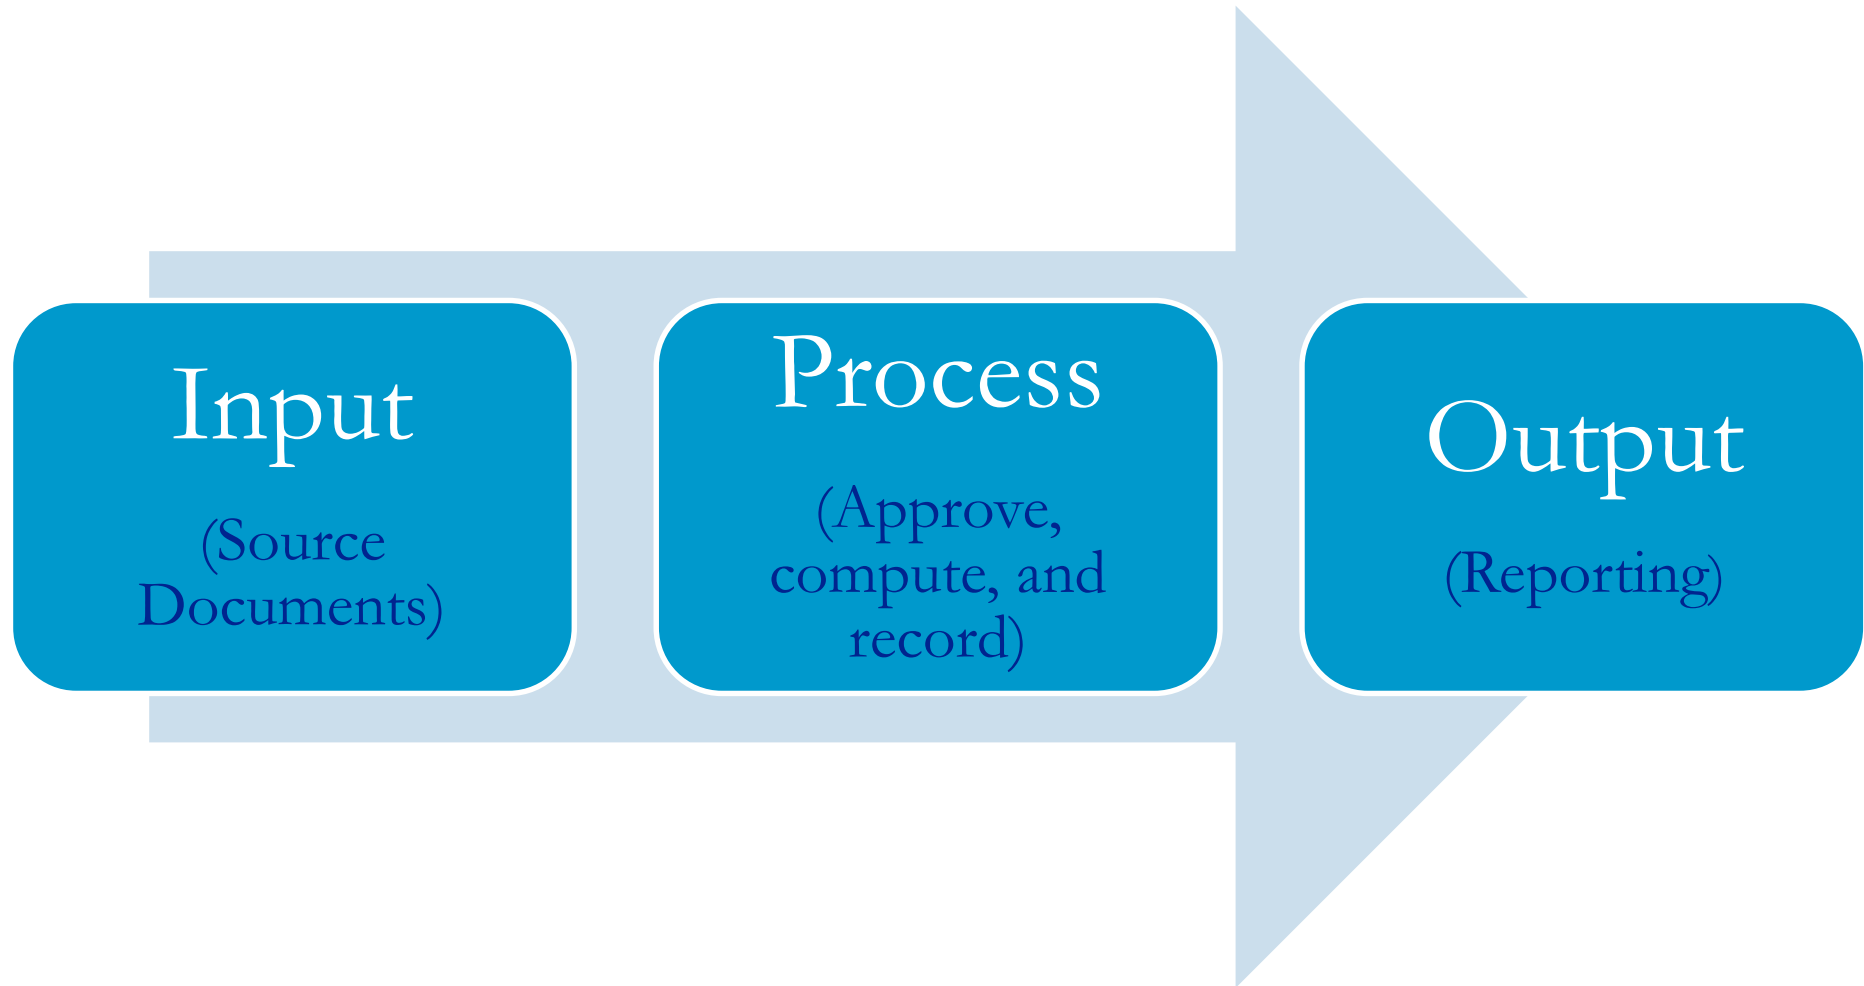 Input
(Source
Documents)
Process
(Approve,
compute, and
record)
Output
(Reporting)